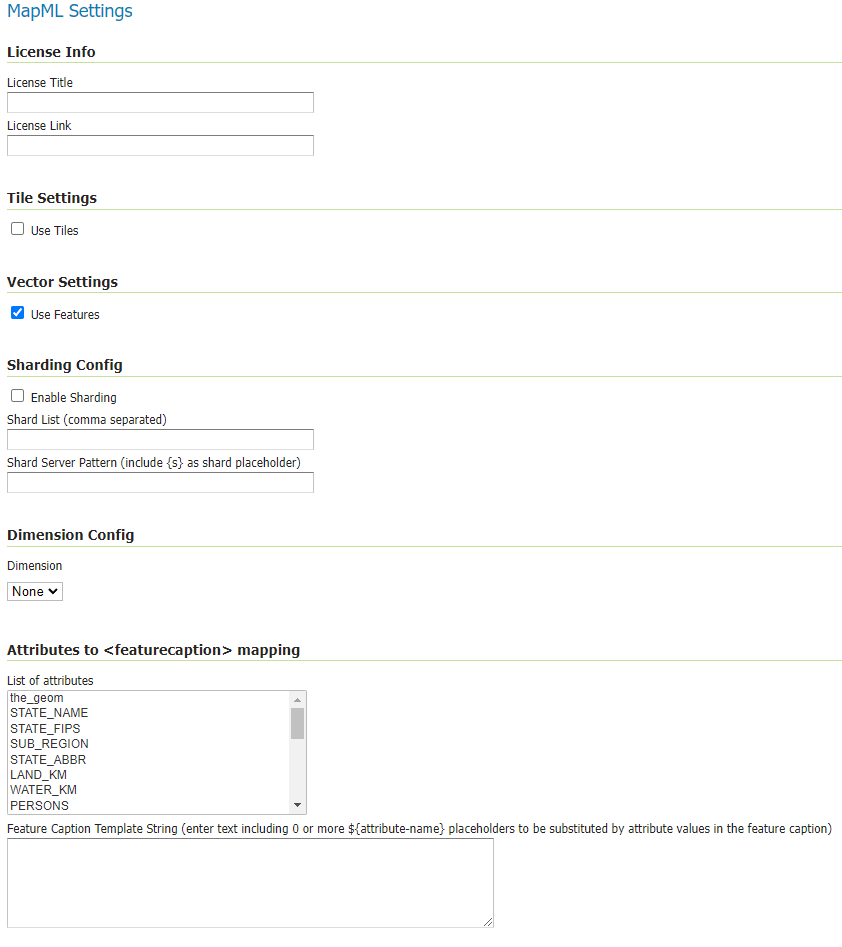 MapML Settings
License Info
License Title
License Link
Tile Settings
Use Tiles
Vector Settings
Use Features
Sharding Config
Enable Sharding
Shard List (comma separated)
Shard Server Pattern (include {s} as shard placeholder)
Dimension Config
Dimension
None
Attributes to <featurecaption> mapping
List of attributes
the_geom
STATE_NAME
STATE_FIPS
SUB_REGION
STATE_ABBR
LAND_KM
WATER_KM
PERSONS
Feature Caption Template String (enter text including 0 or more ${attribute-name} placeholders to be substituted by attribute values in the feature caption)